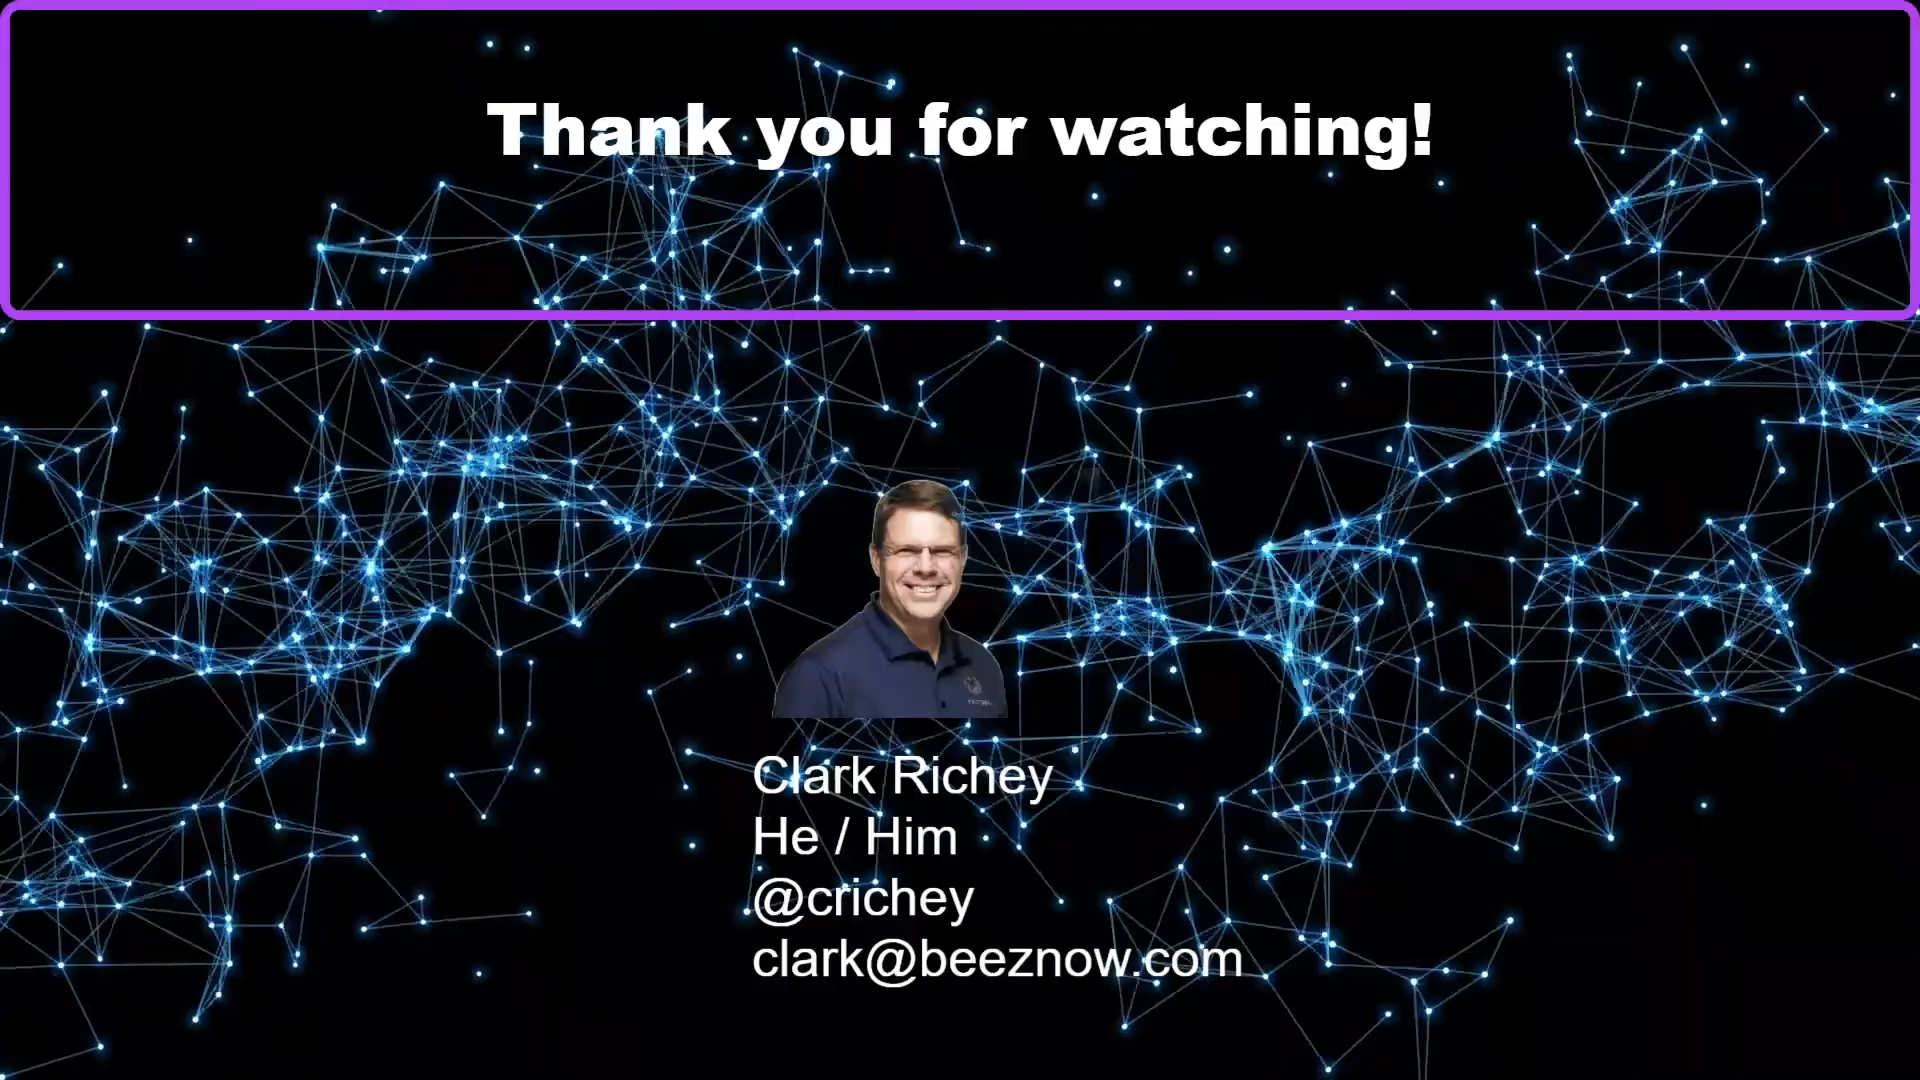 Thank you for watching!
Clark Richey
He / Him
@crichey
clark@beeznow.com